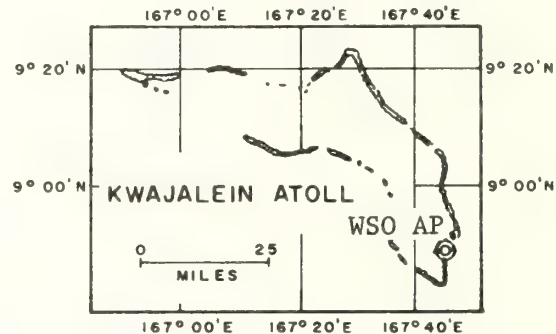 167° 00'E 167° 20'E 167° 40'E
9° 20'N 9° 20'N
9° 00'N 9° 00'N
KWAJALEIN ATOLL
WSO AP
0 25
MILES
167° 00'E 167° 20'E 167° 40'E